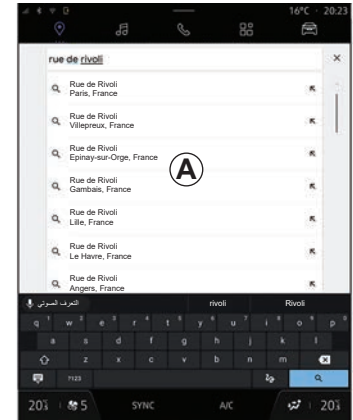 16°C · 20:23
rue de rivoli
Rue de Rivoli
Paris, France
Rue de Rivoli
Villepreux, France
Rue de Rivoli
Epinay-sur-Orge, France
A
Rue de Rivoli
Gambais, France
Rue de Rivoli
Lille, France
Rue de Rivoli
Le Havre, France
Rue de Rivoli
Angers, France
التعرف الصوتي rivoli Rivoli
q w e r t y u i o p
a s d f g h j k l
z x c v b n m
?123
20 5 SYNC A/C 20